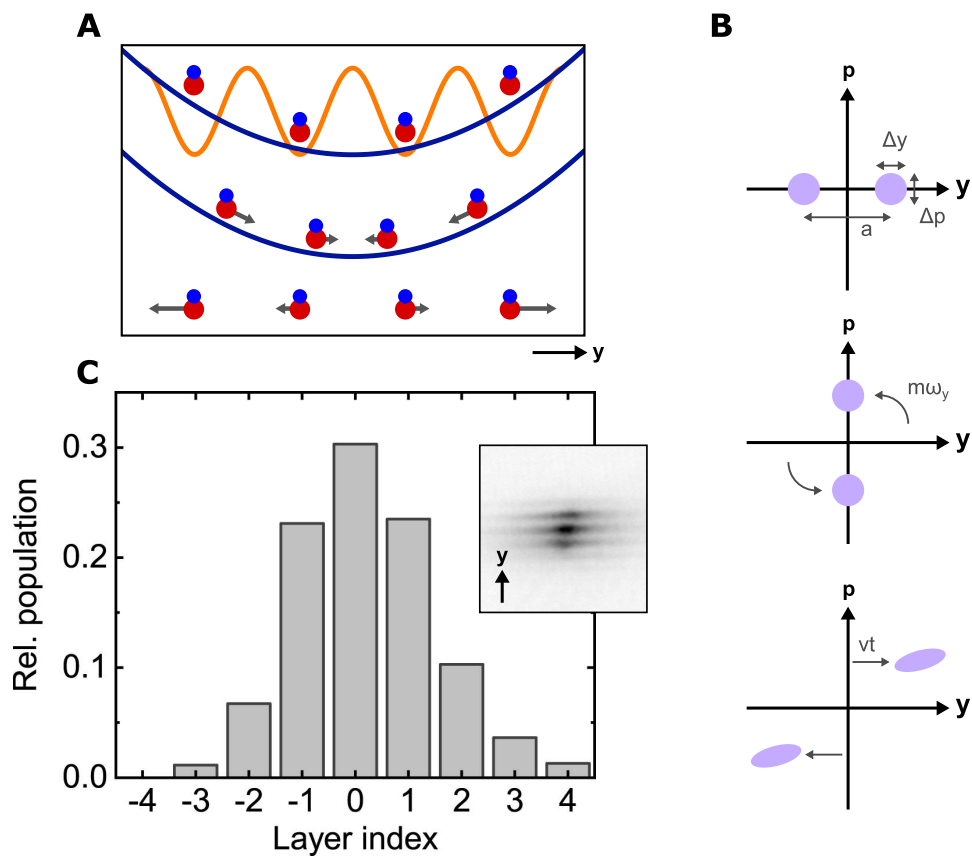 A
y
B
p
Δy
y
a
Δp
p
mω_y
y
p
vt
y
C
Rel. population
0.3
0.2
0.1
0.0
y
-4 -3 -2 -1 0 1 2 3 4
Layer index